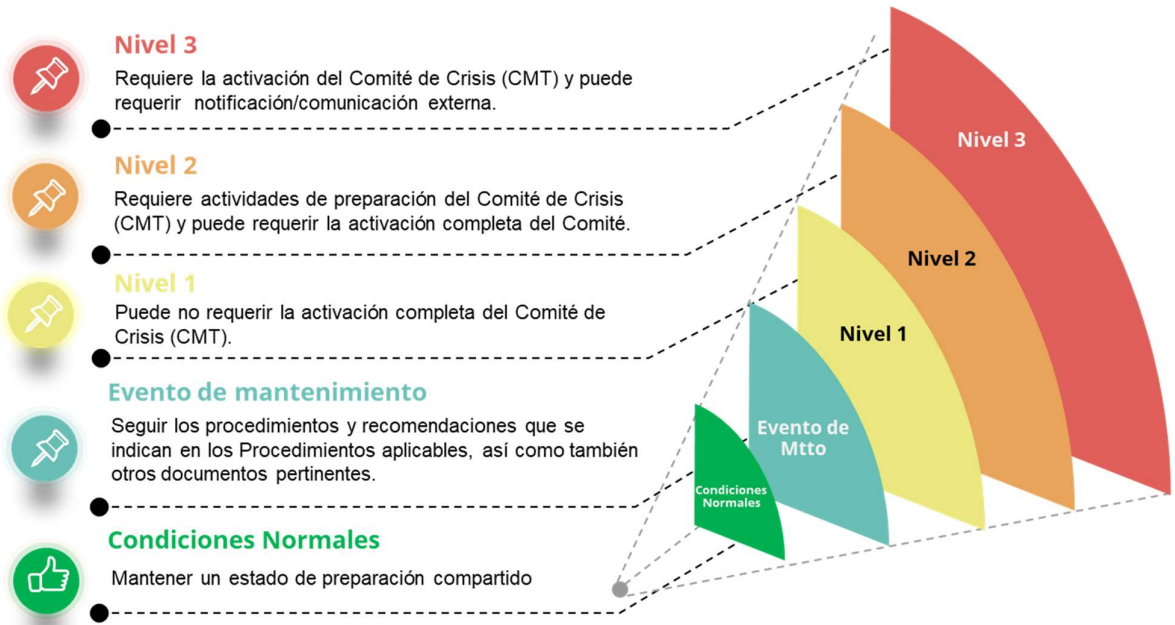 Nivel 3
Requiere la activación del Comité de Crisis (CMT) y puede
requerir notificación/comunicación externa.
Nivel 2
Requiere actividades de preparación del Comité de Crisis
(CMT) y puede requerir la activación completa del Comité.
Nivel 1
Puede no requerir la activación completa del Comité de
Crisis (CMT).
Evento de mantenimiento
Seguir los procedimientos y recomendaciones que se
indican en los Procedimientos aplicables, así como también
otros documentos pertinentes.
Condiciones Normales
Mantener un estado de preparación compartido
Nivel 3
Nivel 2
Nivel 1
Evento de
Mtto
Condiciones
Normales